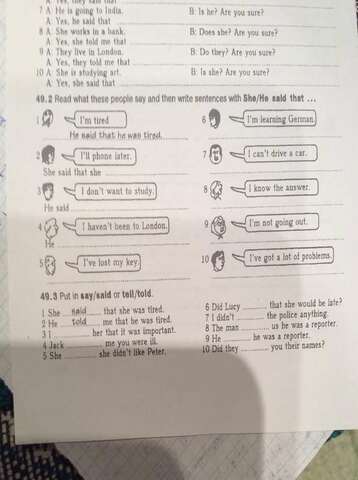 A: Yes, they said that
7 A: He is going to India. B: Is he? Are you sure?
A: Yes, he said that
8 A: She works in a bank. B: Does she? Are you sure?
A: Yes, she told me that
9 A: They live in London. B: Do they? Are you sure?
A: Yes, they told me that
10 A: She is studying art. B: Is she? Are you sure?
A: Yes, she said that
49.2 Read what these people say and then write sentences with She/He said that ...
1 I'm tired
He said that he was tired.
2 I'll phone later.
She said that she
3 I don't want to study.
He said
4 I haven't been to London.
He
5 I've lost my key.
6 I'm learning German.
7 I can't drive a car.
8 I know the answer.
9 I'm not going out.
10 I've got a lot of problems.
49.3 Put in say/said or tell/told.
1 She said that she was tired.
2 He told me that he was tired.
3 I her that it was important.
4 Jack me you were ill.
5 She she didn't like Peter.
6 Did Lucy that she would be late?
7 I didn't the police anything.
8 The man us he was a reporter.
9 He he was a reporter.
10 Did they you their names?